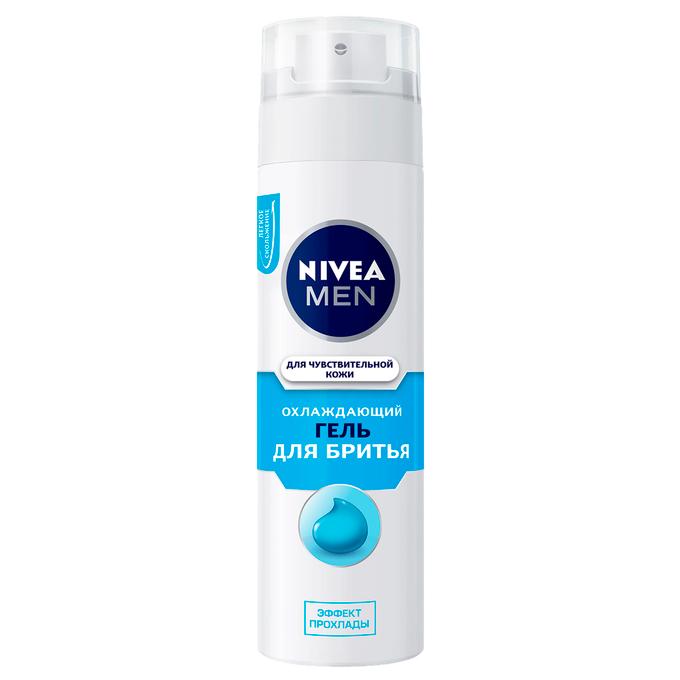 ЛЕГКОЕ
СКОЛЬЖЕНИЕ
NIVEA
MEN
ДЛЯ ЧУВСТВИТЕЛЬНОЙ
КОЖИ
ОХЛАЖДАЮЩИЙ
ГЕЛЬ
ДЛЯ БРИТЬЯ
ЭФФЕКТ
ПРОХЛАДЫ